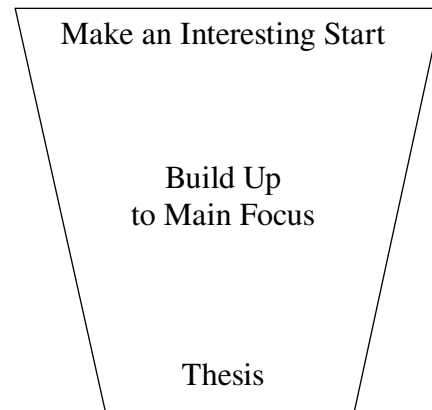 Make an Interesting Start
Build Up
to Main Focus
Thesis